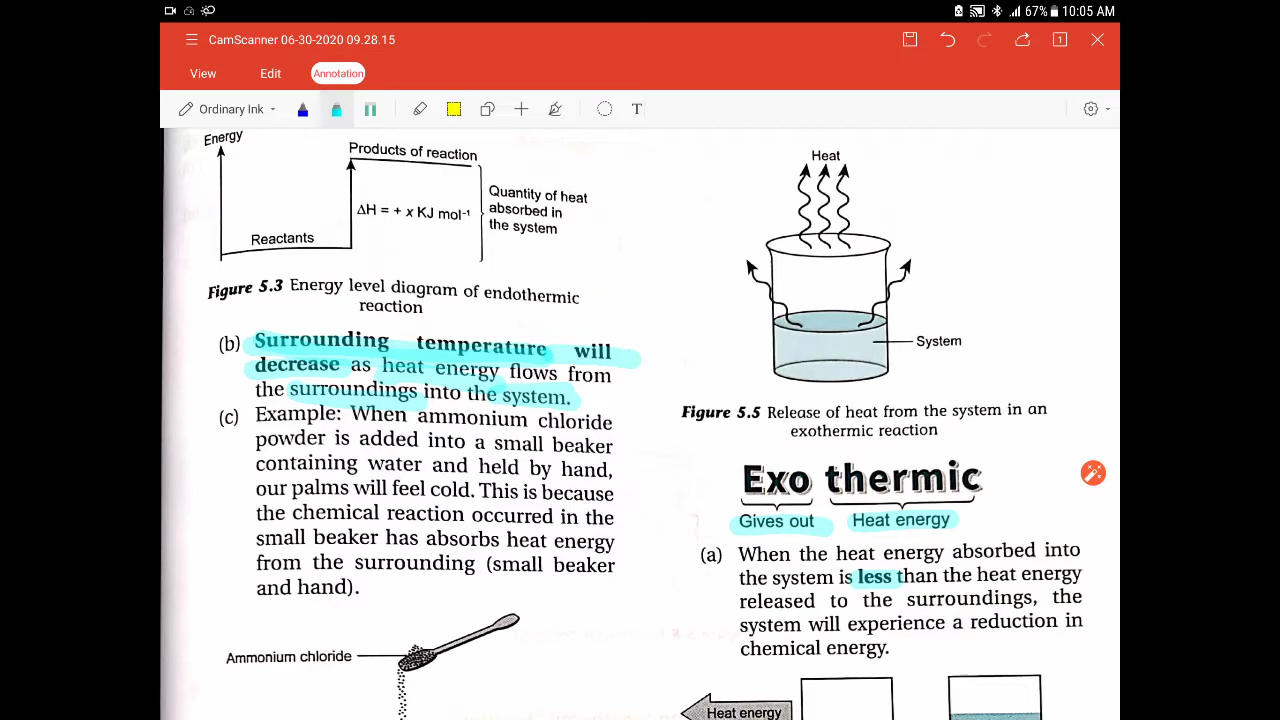 67% 10:05 AM
CamScanner 06-30-2020 09.28.15
1
View Edit Annotation
Ordinary Ink
T
Energy
Products of reaction
ΔH = + x KJ mol⁻¹
Quantity of heat
absorbed in
the system
Reactants
Figure 5.3 Energy level diagram of endothermic
reaction
(b) Surrounding temperature will
decrease as heat energy flows from
the surroundings into the system.
(c) Example: When ammonium chloride
powder is added into a small beaker
containing water and held by hand,
our palms will feel cold. This is because
the chemical reaction occurred in the
small beaker has absorbs heat energy
from the surrounding (small beaker
and hand).
Ammonium chloride
Heat
System
Figure 5.5 Release of heat from the system in an
exothermic reaction
Exo thermic
Gives out Heat energy
(a) When the heat energy absorbed into
the system is less than the heat energy
released to the surroundings, the
system will experience a reduction in
chemical energy.
Heat energy